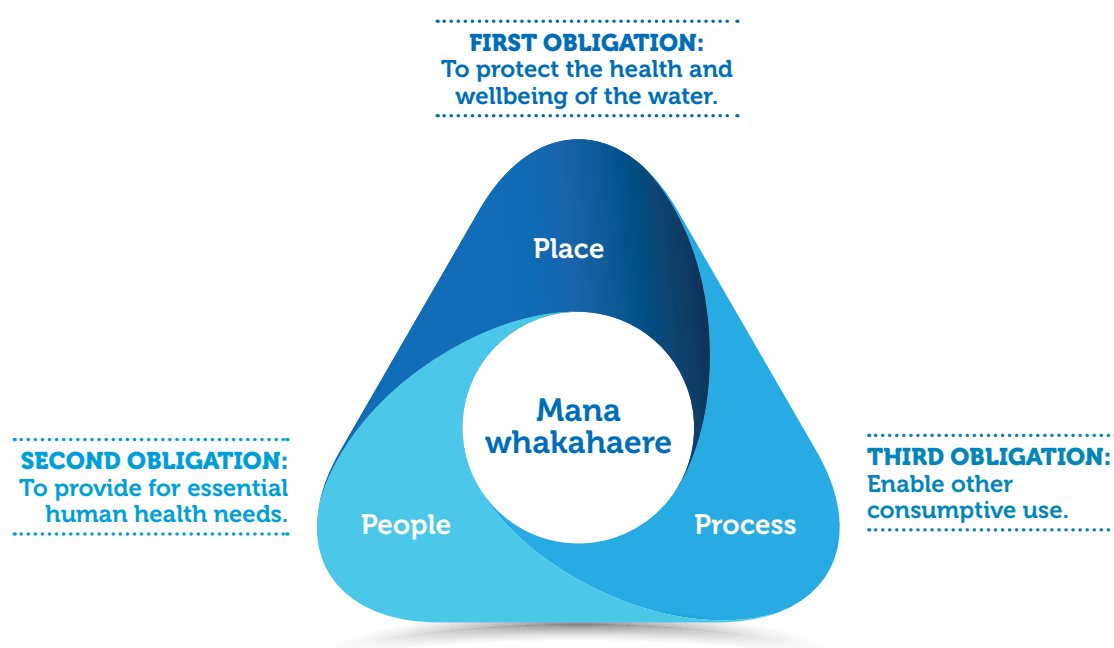 FIRST OBLIGATION:
To protect the health and
wellbeing of the water.
Place
Mana
whakahaere
SECOND OBLIGATION:
To provide for essential
human health needs.
People
Process
THIRD OBLIGATION:
Enable other
consumptive use.